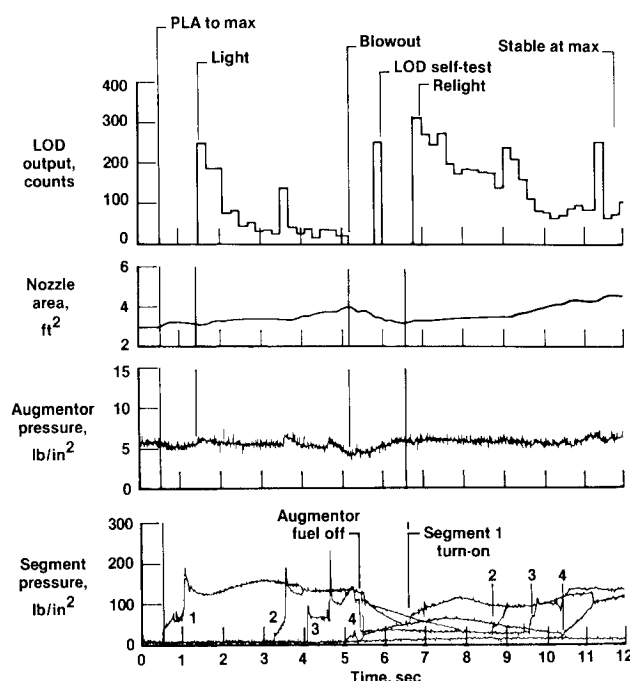 PLA to max
Light
Blowout
LOD self-test
Relight
Stable at max
LOD
output,
counts
400
300
200
100
0
Nozzle
area,
ft2
6
4
2
Augmentor
pressure,
lb/in2
15
10
5
0
Augmentor
fuel off
Segment 1
turn-on
Segment
pressure,
lb/in2
300
200
100
0
1
2
3
4
2
3
4
0
1
2
3
4
5
6
7
8
9
10
11
12
Time, sec